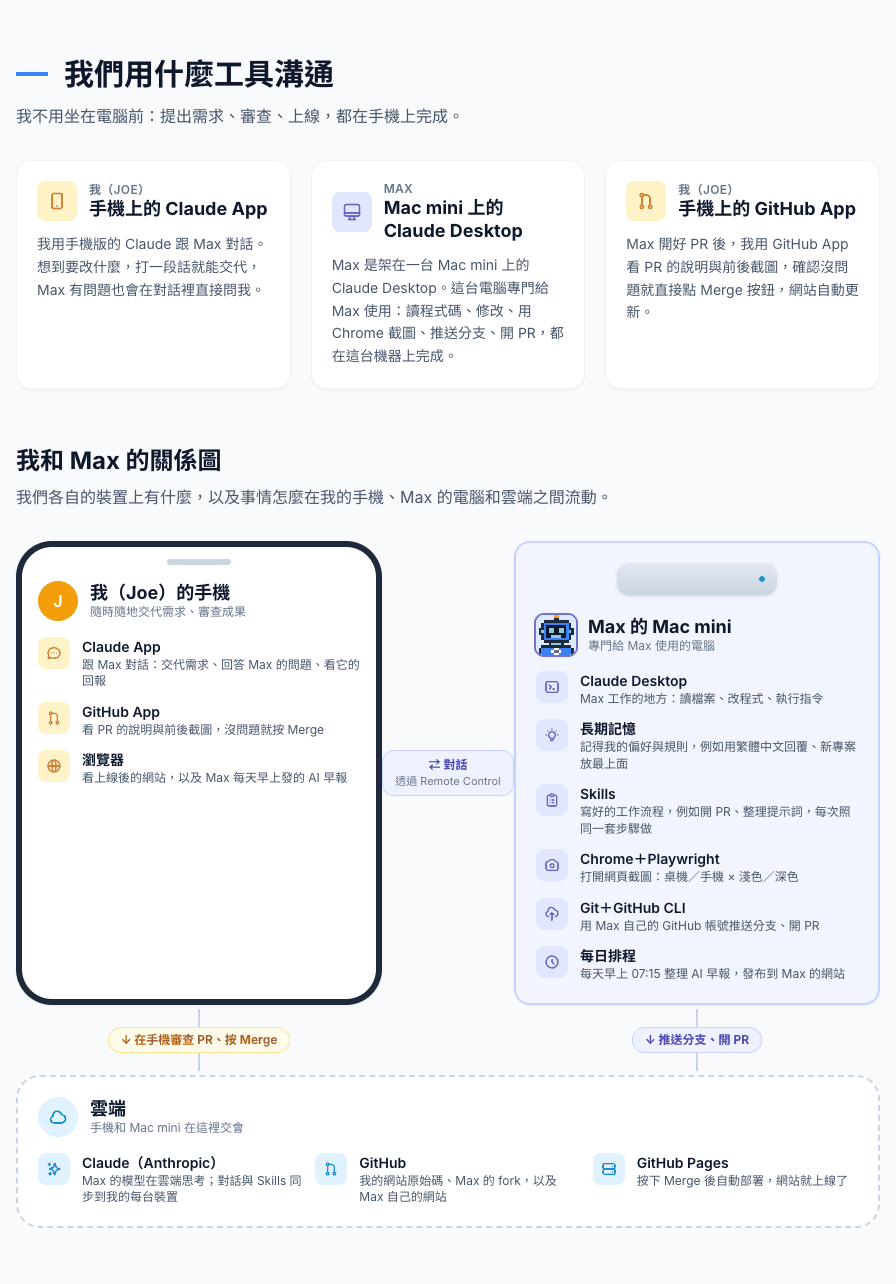 我們用什麼工具溝通
我不用坐在電腦前：提出需求、審查、上線，都在手機上完成。
我（JOE）
手機上的 Claude App
我用手機版的 Claude 跟 Max 對話。
想到要改什麼，打一段話就能交代，
Max 有問題也會在對話裡直接問我。
MAX
Mac mini 上的
Claude Desktop
Max 是架在一台 Mac mini 上的
Claude Desktop。這台電腦專門給
Max 使用：讀程式碼、修改、用
Chrome 截圖、推送分支、開 PR，都
在這台機器上完成。
我（JOE）
手機上的 GitHub App
Max 開好 PR 後，我用 GitHub App
看 PR 的說明與前後截圖，確認沒問
題就直接點 Merge 按鈕，網站自動更
新。
我和 Max 的關係圖
我們各自的裝置上有什麼，以及事情怎麼在我的手機、Max 的電腦和雲端之間流動。
J
我（Joe）的手機
隨時隨地交代需求、審查成果
Claude App
跟 Max 對話：交代需求、回答 Max 的問題、看它的
回報
GitHub App
看 PR 的說明與前後截圖，沒問題就按 Merge
瀏覽器
看上線後的網站，以及 Max 每天早上發的 AI 早報
⇄ 對話
透過 Remote Control
Max 的 Mac mini
專門給 Max 使用的電腦
Claude Desktop
Max 工作的地方：讀檔案、改程式、執行指令
長期記憶
記得我的偏好與規則，例如用繁體中文回覆、新專案
放最上面
Skills
寫好的工作流程，例如開 PR、整理提示詞，每次照
同一套步驟做
Chrome＋Playwright
打開網頁截圖：桌機／手機 × 淺色／深色
Git＋GitHub CLI
用 Max 自己的 GitHub 帳號推送分支、開 PR
每日排程
每天早上 07:15 整理 AI 早報，發布到 Max 的網站
↓ 在手機審查 PR、按 Merge
↓ 推送分支、開 PR
雲端
手機和 Mac mini 在這裡交會
Claude（Anthropic）
Max 的模型在雲端思考；對話與 Skills 同
步到我的每台裝置
GitHub
我的網站原始碼、Max 的 fork，以及
Max 自己的網站
GitHub Pages
按下 Merge 後自動部署，網站就上線了